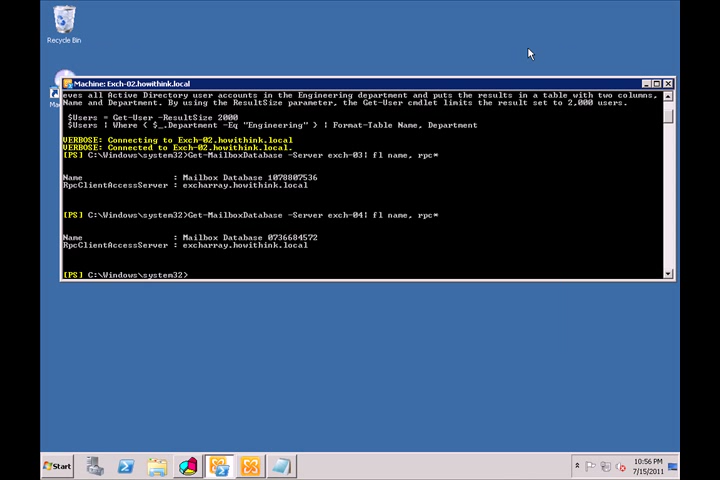 Recycle Bin
Machine: Exch-02.howithink.local
eves all Active Directory user accounts in the Engineering department and puts the results in a table with two columns,
Name and Department. By using the ResultSize parameter, the Get-User cmdlet limits the result set to 2,000 users.
$Users = Get-User -ResultSize 2000
$Users | Where { $_.Department -Eq "Engineering" } | Format-Table Name, Department
VERBOSE: Connecting to Exch-02.howithink.local
VERBOSE: Connected to Exch-02.howithink.local.
[PS] C:\Windows\system32>Get-MailboxDatabase -Server exch-03| fl name, rpc*
Name : Mailbox Database 1078807536
RpcClientAccessServer : excharray.howithink.local
[PS] C:\Windows\system32>Get-MailboxDatabase -Server exch-04| fl name, rpc*
Name : Mailbox Database 0736684572
RpcClientAccessServer : excharray.howithink.local
[PS] C:\Windows\system32>
Start
10:56 PM
7/15/2011